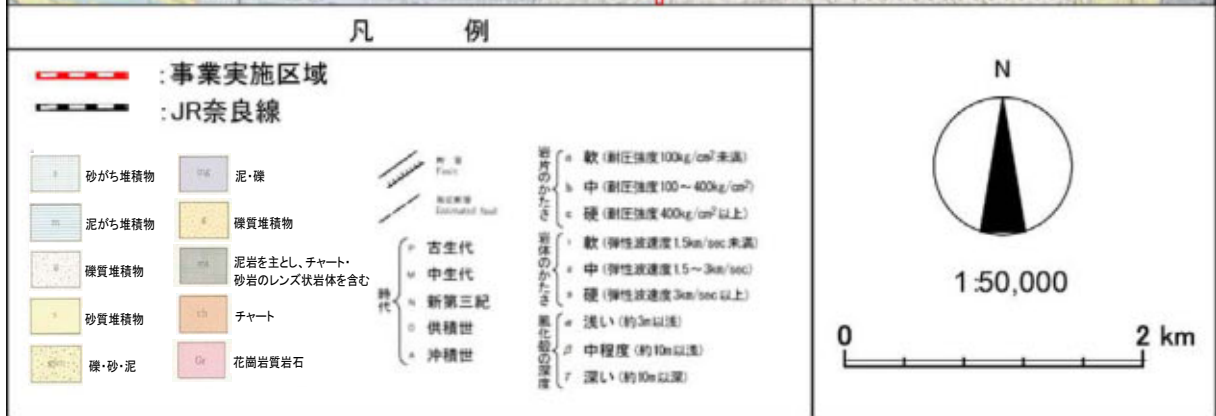 凡 例
:事業実施区域
:JR奈良線
s 砂がち堆積物
m 泥がち堆積物
g 礫質堆積物
s 砂質堆積物
gsm 礫・砂・泥
mg 泥・礫
g 礫質堆積物
ms 泥岩を主とし、チャート・
砂岩のレンズ状岩体を含む
ch チャート
Gr 花崗岩質岩石
断層
Fault
推定断層
Estimated fault
時代
P 古生代
M 中生代
N 新第三紀
D 供積世
A 沖積世
岩片のかたさ
a 軟(耐圧強度100kg/cm²未満)
b 中(耐圧強度100~400kg/cm²)
c 硬(耐圧強度400kg/cm²以上)
岩体のかたさ
1 軟(弾性波速度1.5km/sec未満)
2 中(弾性波速度1.5~3km/sec)
3 硬(弾性波速度3km/sec以上)
風化殻の深度
α 浅い(約3m以浅)
β 中程度(約10m以浅)
γ 深い(約10m以深)
N
1:50,000
0 2 km